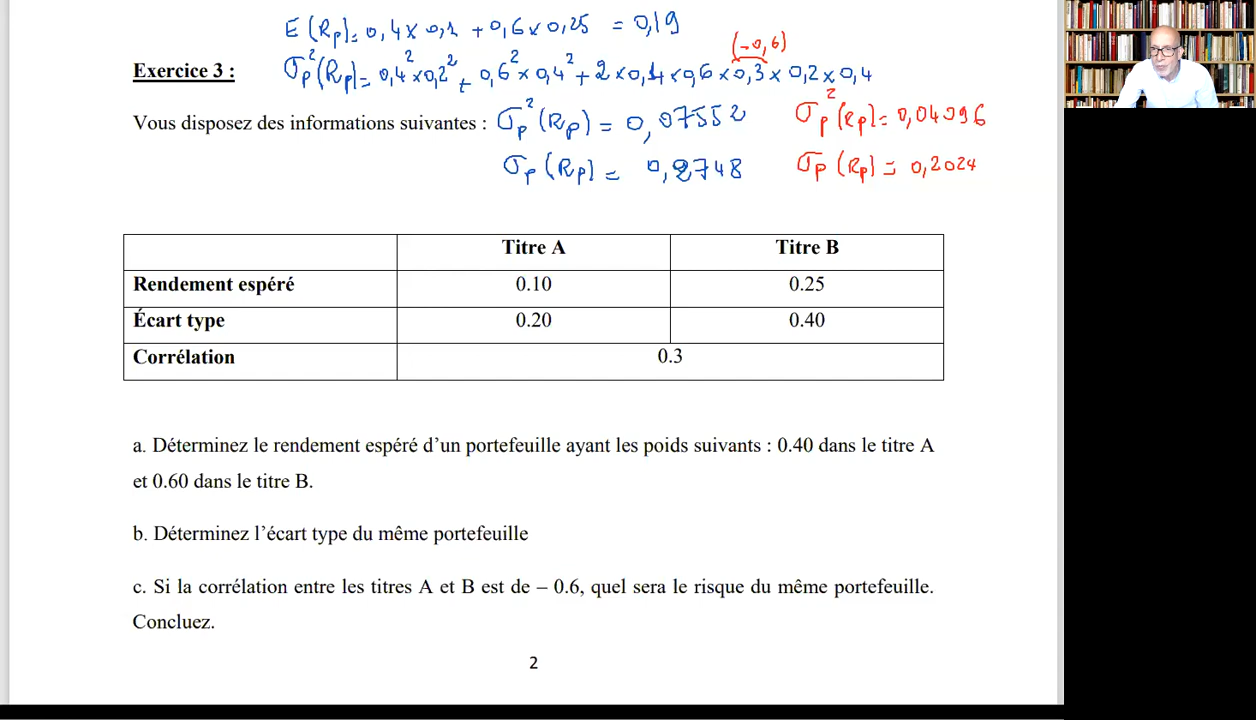 E(Rp)= 0,4 x 0,1 + 0,6 x 0,25 = 0,19
(-0,6)
Exercice 3 : σp²(Rp)= 0,4² x 0,2² + 0,6² x 0,4² + 2 x 0,4 x 0,6 x 0,3 x 0,2 x 0,4
Vous disposez des informations suivantes : σp²(Rp) = 0,07552 σp²(Rp)= 0,04096
σp(Rp) = 0,2748 σp(Rp) = 0,2024
Titre A Titre B
Rendement espéré 0.10 0.25
Écart type 0.20 0.40
Corrélation 0.3
a. Déterminez le rendement espéré d’un portefeuille ayant les poids suivants : 0.40 dans le titre A
et 0.60 dans le titre B.
b. Déterminez l’écart type du même portefeuille
c. Si la corrélation entre les titres A et B est de – 0.6, quel sera le risque du même portefeuille.
Concluez.
2